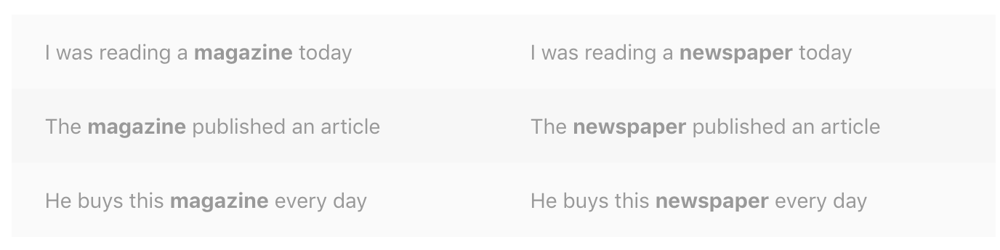 I was reading a magazine today I was reading a newspaper today
The magazine published an article The newspaper published an article
He buys this magazine every day He buys this newspaper every day